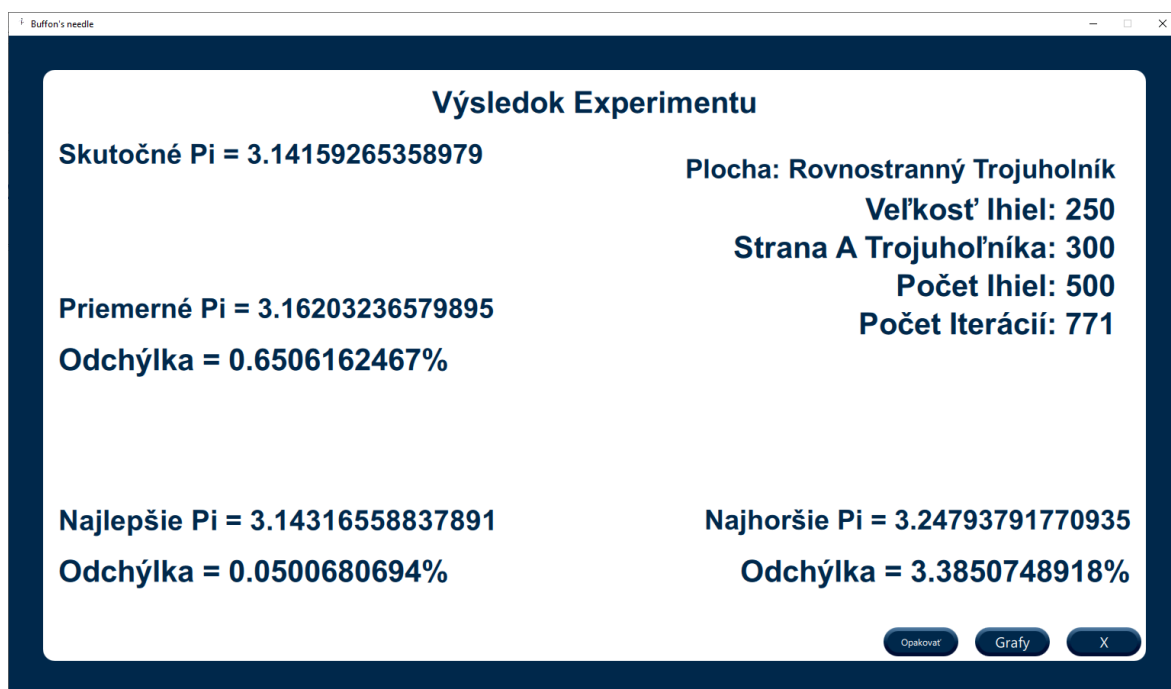 Buffon's needle
Výsledok Experimentu
Skutočné Pi = 3.14159265358979
Plocha: Rovnostranný Trojuholník
Veľkosť Ihiel: 250
Strana A Trojuhoľníka: 300
Počet Ihiel: 500
Počet Iterácií: 771
Priemerné Pi = 3.16203236579895
Odchýlka = 0.6506162467%
Najlepšie Pi = 3.14316558837891
Odchýlka = 0.0500680694%
Najhoršie Pi = 3.24793791770935
Odchýlka = 3.3850748918%
Opakovať
Grafy
X